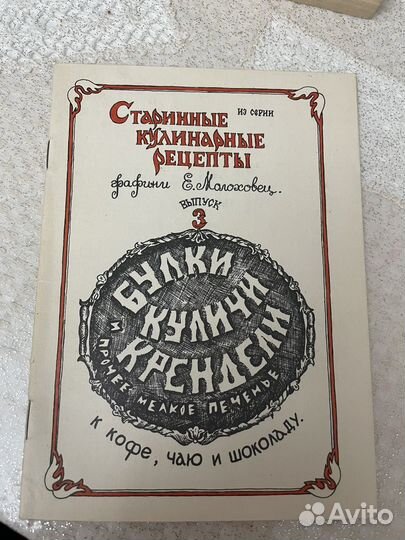 из серии
Старинные
кулинарные
рецепты
графини Е. Молоховец.
выпуск
3
БУЛКИ
КУЛИЧИ
КРЕНДЕЛИ
И ПРОЧЕЕ МЕЛКОЕ ПЕЧЕНЬЕ
к кофе, чаю и шоколаду.
Avito